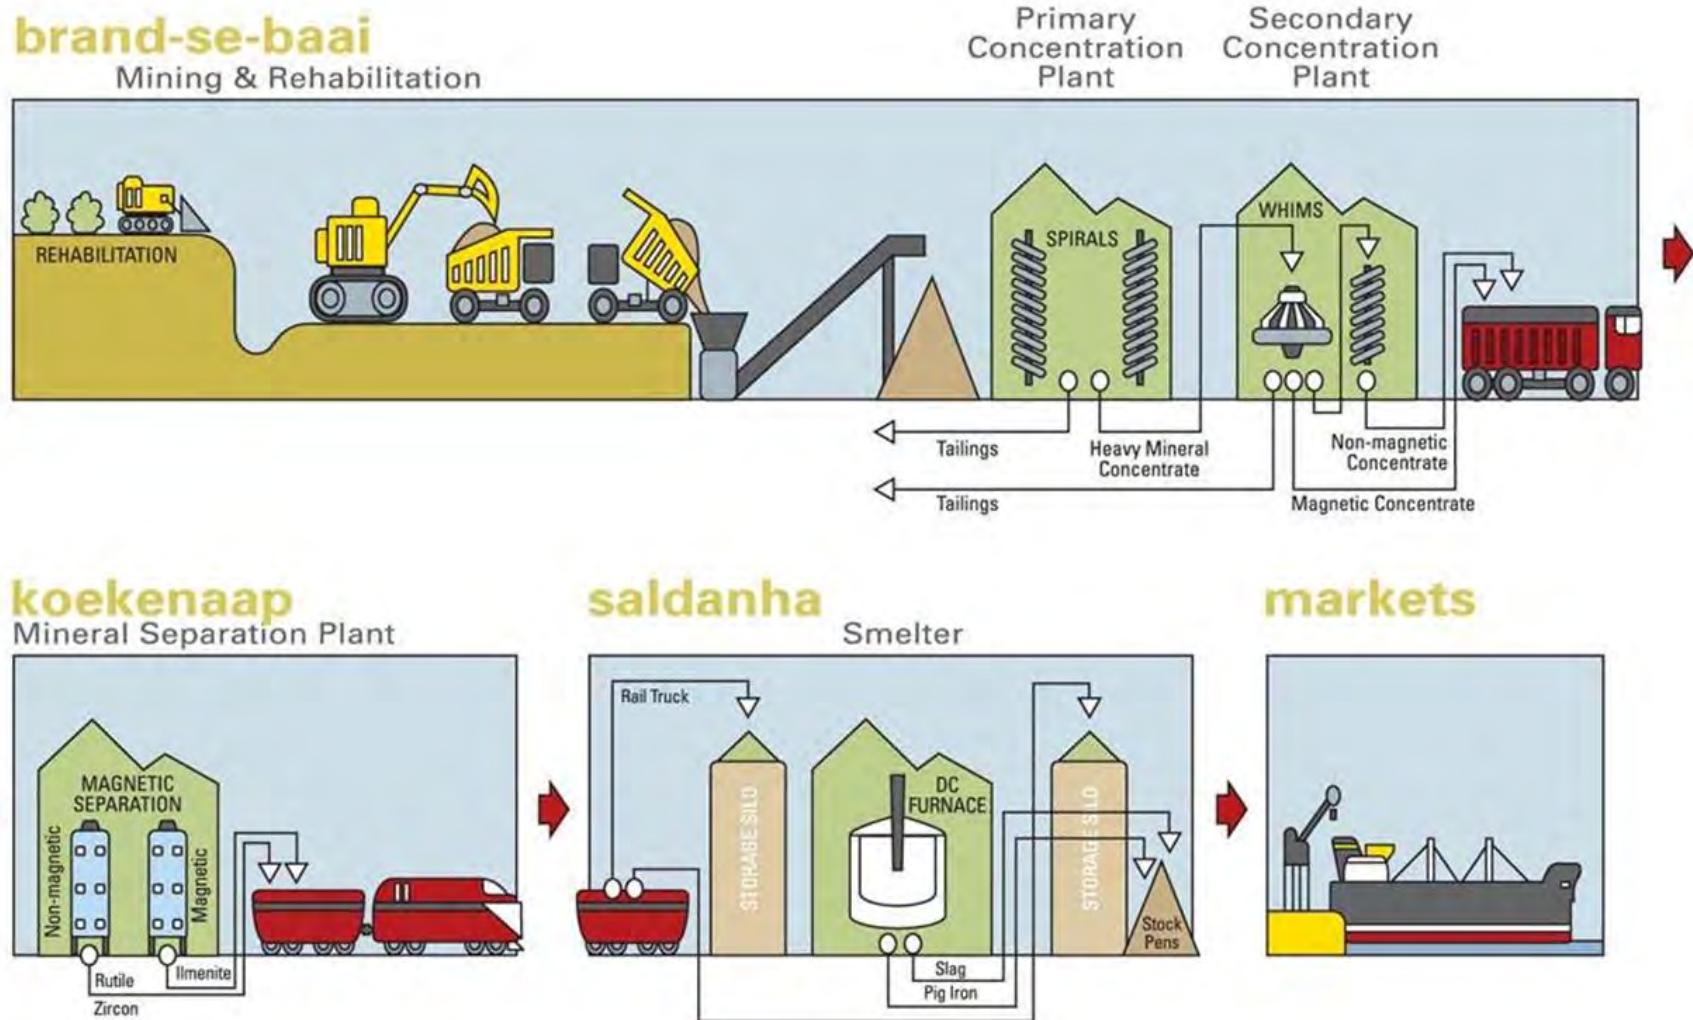 brand-se-baai
Mining & Rehabilitation
Primary
Concentration
Plant
Secondary
Concentration
Plant
REHABILITATION
SPIRALS
WHIMS
Tailings
Heavy Mineral
Concentrate
Non-magnetic
Concentrate
Tailings
Magnetic Concentrate
koekenaap
Mineral Separation Plant
MAGNETIC
SEPARATION
Non-magnetic
Magnetic
Rutile
Ilmenite
Zircon
saldanha
Smelter
Rail Truck
STORAGE SILO
DC
FURNACE
STORAGE SILO
Stock
Pens
Slag
Pig Iron
markets